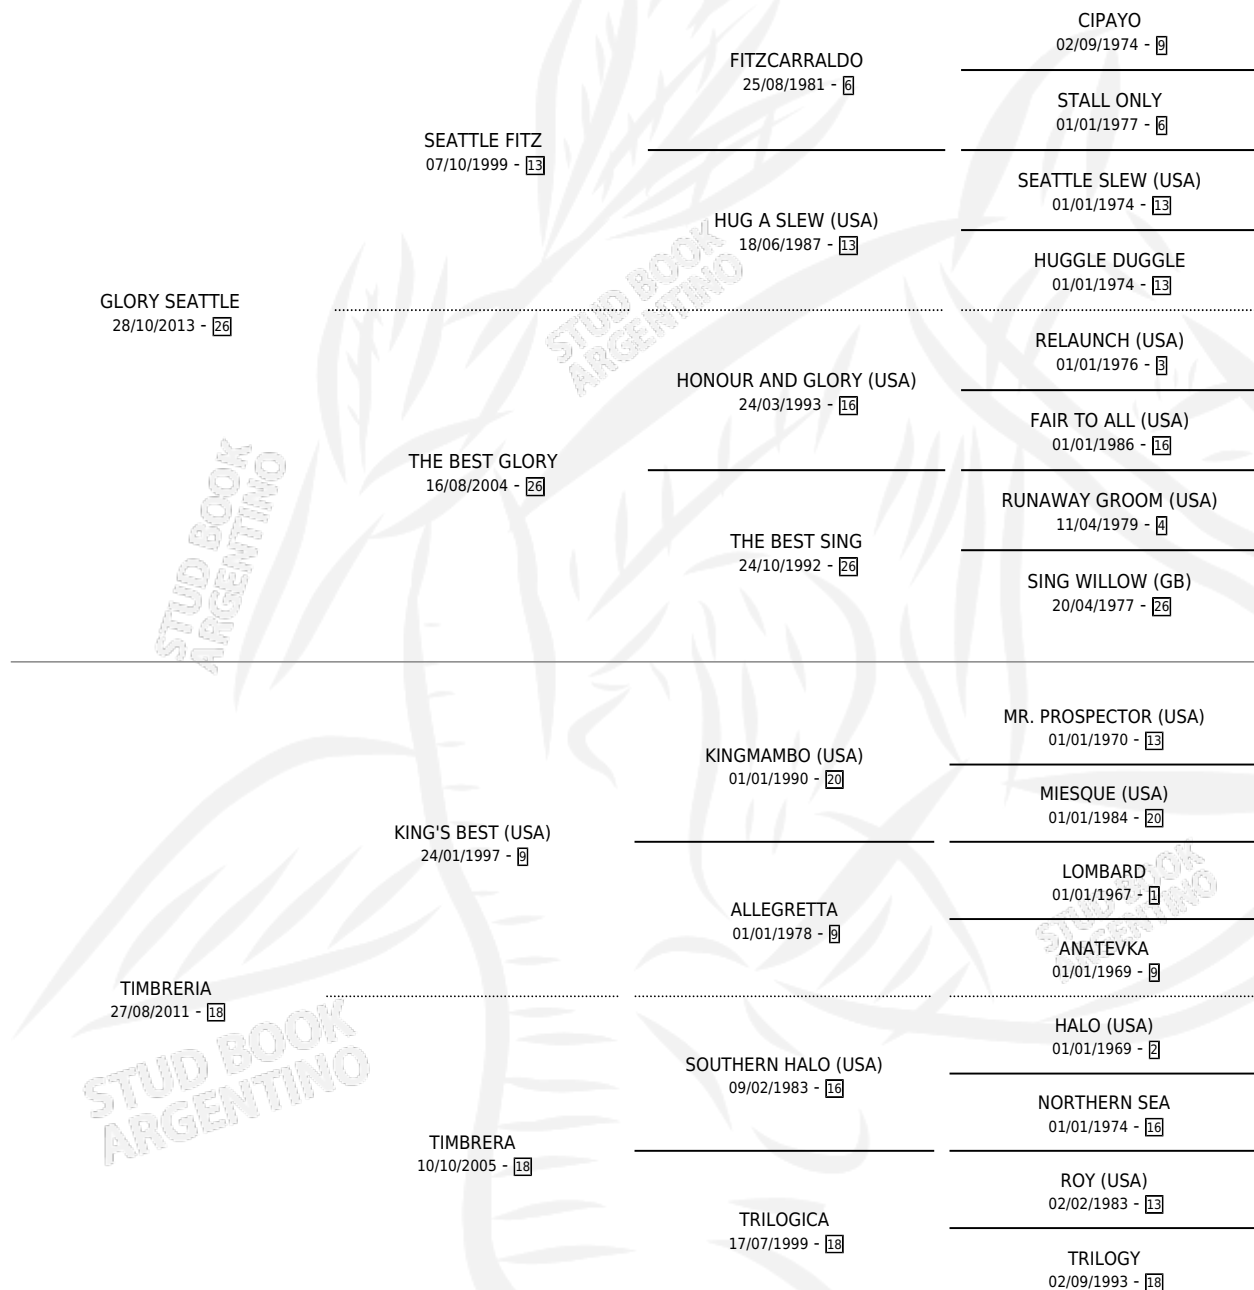 CIPAYO
02/09/1974 - 9
FITZCARRALDO
25/08/1981 - 6
STALL ONLY
01/01/1977 - 6
SEATTLE FITZ
07/10/1999 - 13
SEATTLE SLEW (USA)
01/01/1974 - 13
HUG A SLEW (USA)
18/06/1987 - 13
HUGGLE DUGGLE
01/01/1974 - 13
GLORY SEATTLE
28/10/2013 - 26
STUD BOOK
ARGENTINO
RELAUNCH (USA)
01/01/1976 - 3
HONOUR AND GLORY (USA)
24/03/1993 - 16
FAIR TO ALL (USA)
01/01/1986 - 16
THE BEST GLORY
16/08/2004 - 26
RUNAWAY GROOM (USA)
11/04/1979 - 4
THE BEST SING
24/10/1992 - 26
SING WILLOW (GB)
20/04/1977 - 26
STUD BOOK
ARGENTINO
MR. PROSPECTOR (USA)
01/01/1970 - 13
KINGMAMBO (USA)
01/01/1990 - 20
MIESQUE (USA)
01/01/1984 - 20
KING'S BEST (USA)
24/01/1997 - 9
LOMBARD
01/01/1967 - 1
ALLEGRETTA
01/01/1978 - 9
STUD BOOK
ARGENTINO
ANATEVKA
01/01/1969 - 9
TIMBRERIA
27/08/2011 - 18
STUD BOOK
ARGENTINO
HALO (USA)
01/01/1969 - 2
SOUTHERN HALO (USA)
09/02/1983 - 16
NORTHERN SEA
01/01/1974 - 16
TIMBRERA
10/10/2005 - 18
ROY (USA)
02/02/1983 - 13
TRILOGICA
17/07/1999 - 18
TRILOGY
02/09/1993 - 18